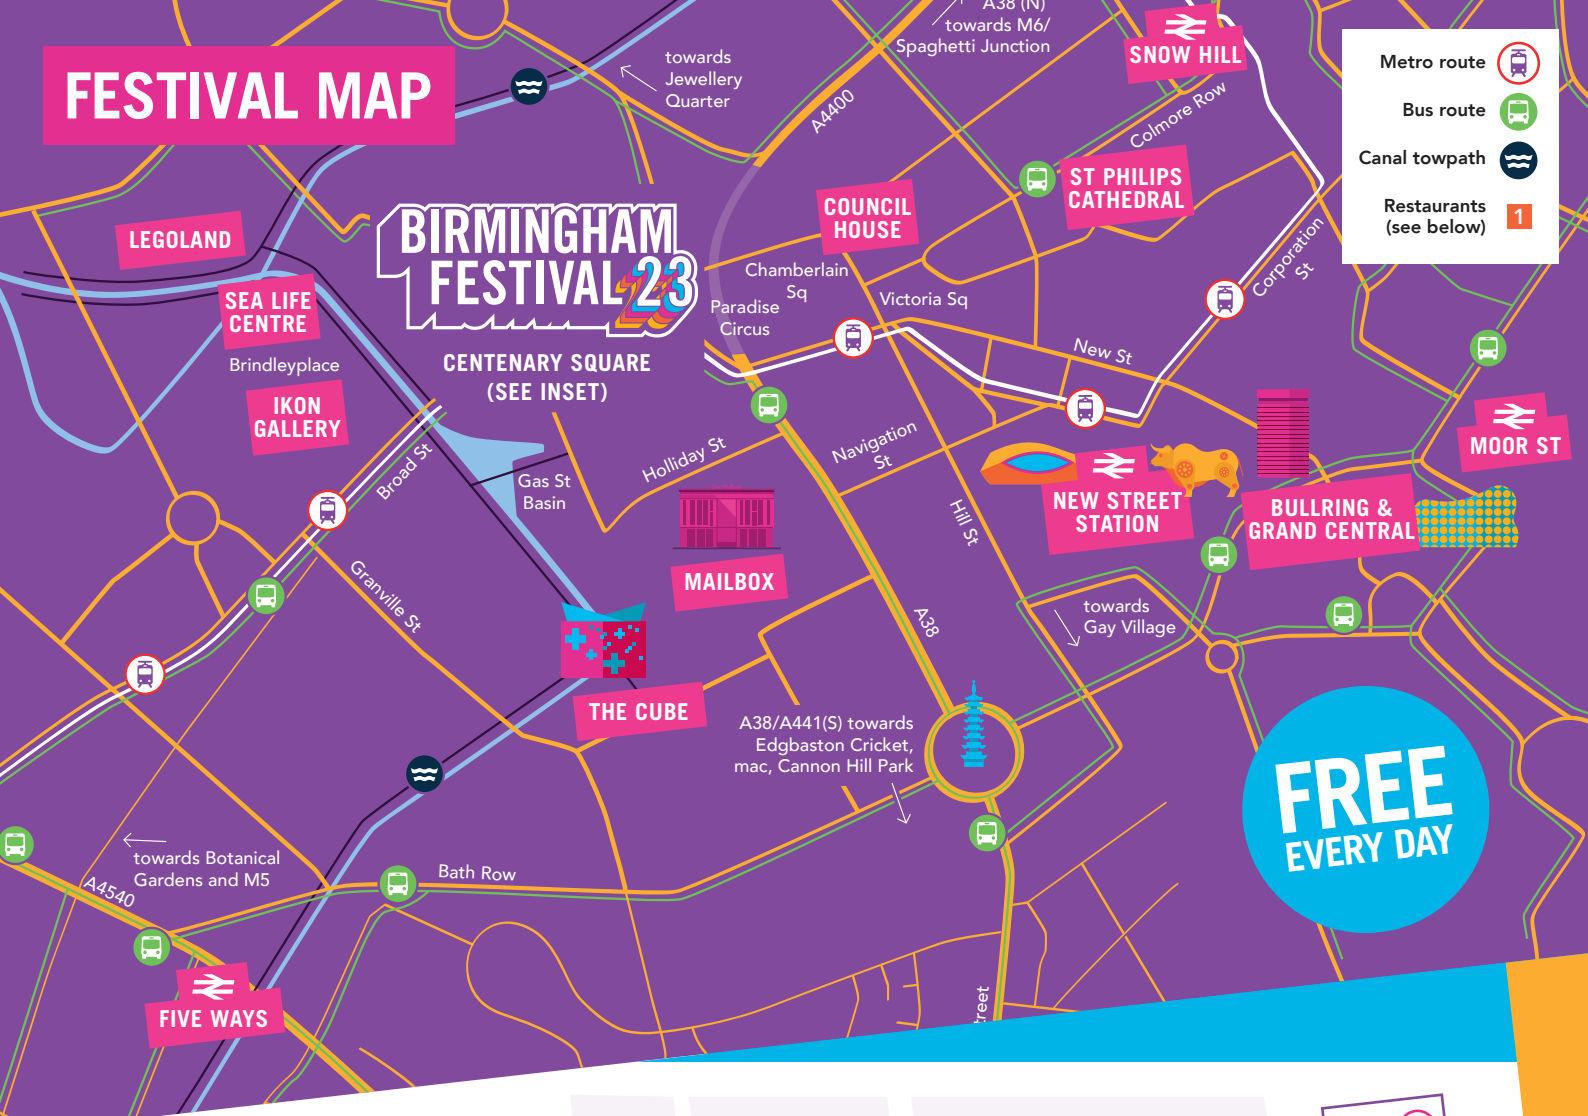 FESTIVAL MAP
A38 (N)
towards M6/
Spaghetti Junction
towards
Jewellery
Quarter
SNOW HILL
Metro route
Bus route
Canal towpath
Restaurants
(see below)
1
A4400
Colmore Row
ST PHILIPS
CATHEDRAL
COUNCIL
HOUSE
LEGOLAND
BIRMINGHAM
FESTIVAL 23
CENTENARY SQUARE
(SEE INSET)
Chamberlain
Sq
Paradise
Circus
Victoria Sq
Corporation
St
SEA LIFE
CENTRE
Brindleyplace
IKON
GALLERY
New St
MOOR ST
Broad St
Gas St
Basin
Holliday St
Navigation
St
Hill St
NEW STREET
STATION
BULLRING &
GRAND CENTRAL
MAILBOX
Granville St
A38
towards
Gay Village
THE CUBE
A38/A441(S) towards
Edgbaston Cricket,
mac, Cannon Hill Park
FREE
EVERY DAY
towards Botanical
Gardens and M5
A4540
Bath Row
FIVE WAYS
treet